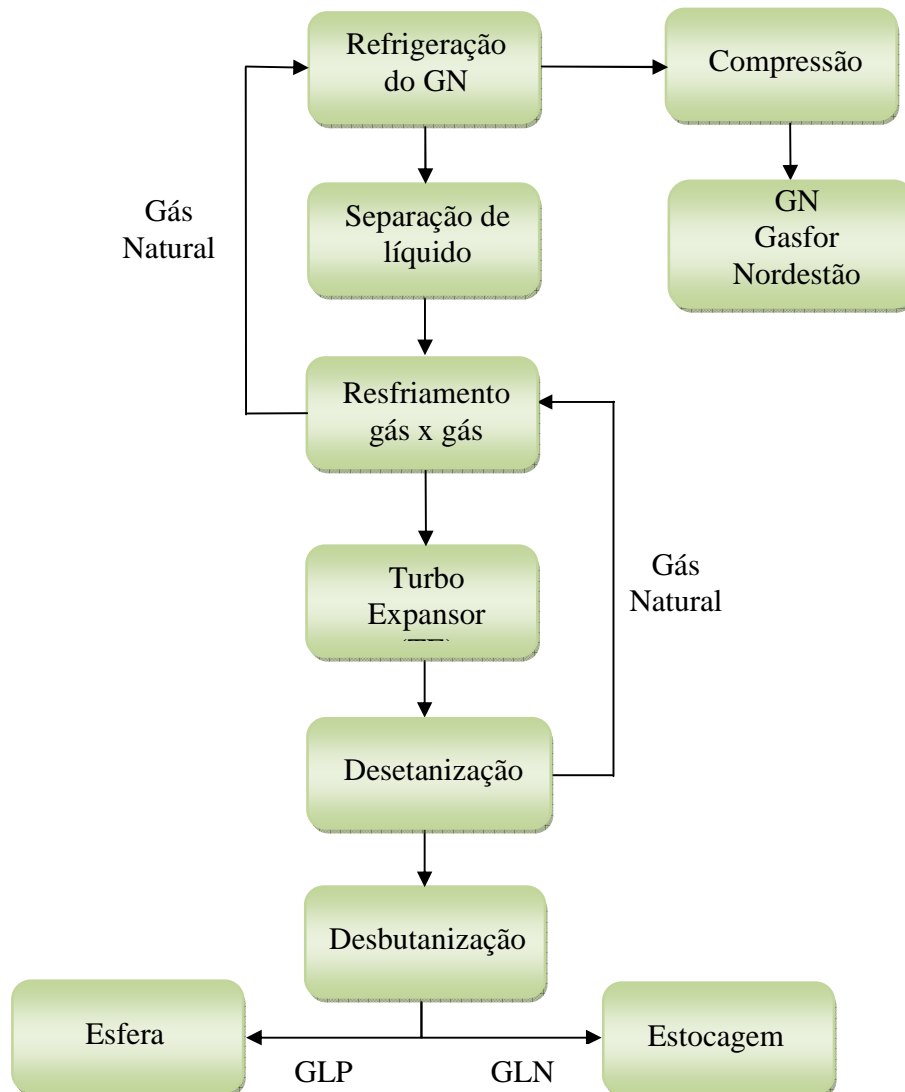 Refrigeração
do GN
Compressão
Gás
Natural
Separação de
líquido
GN
Gasfor
Nordestão
Resfriamento
gás x gás
Turbo
Expansor
Gás
Natural
Desetanização
Desbutanização
Esfera
Estocagem
GLP
GLN